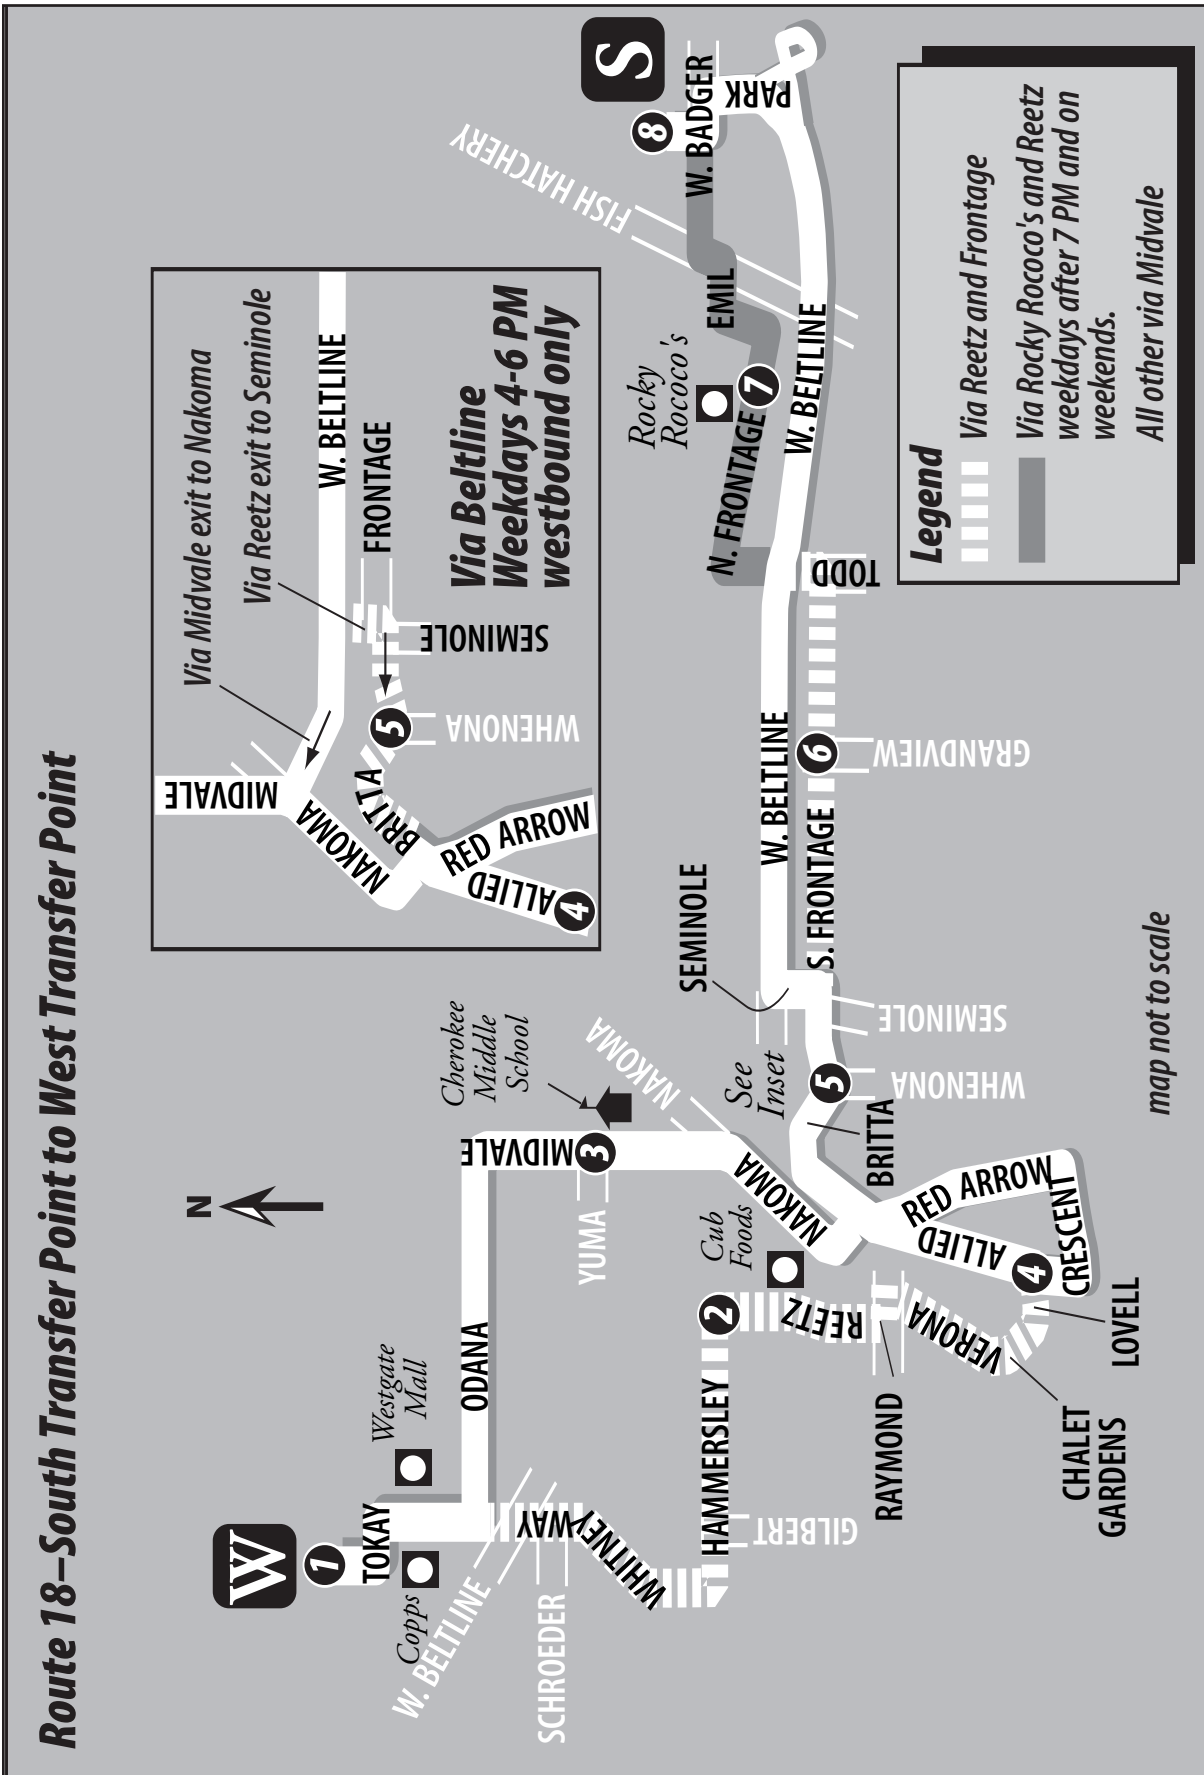 Route 18–South Transfer Point to West Transfer Point
N
W
1
TOKAY
Copps
Westgate
Mall
W. BELTLINE
SCHROEDER
WHITNEY
WAY
ODANA
HAMMERSLEY
GILBERT
2
REETZ
Cub
Foods
RAYMOND
VERONA
CHALET
GARDENS
LOVELL
4
CRESCENT
ALLIED
RED ARROW
NAKOMA
NAKOMA
MIDVALE
3
YUMA
Cherokee
Middle
School
See
Inset
BRITTA
5
WHENONA
SEMINOLE
SEMINOLE
S. FRONTAGE
W. BELTLINE
6
GRANDVIEW
TODD
N. FRONTAGE
7
Rocky
Rococo's
W. BELTLINE
EMIL
FISH HATCHERY
W. BADGER
8
S
PARK
Via Midvale exit to Nakoma
Via Reetz exit to Seminole
MIDVALE
W. BELTLINE
NAKOMA
FRONTAGE
SEMINOLE
WHENONA
5
BRITTA
RED ARROW
ALLIED
4
Via Beltline
Weekdays 4-6 PM
westbound only
Legend
Via Reetz and Frontage
Via Rocky Rococo's and Reetz
weekdays after 7 PM and on
weekends.
All other via Midvale
map not to scale